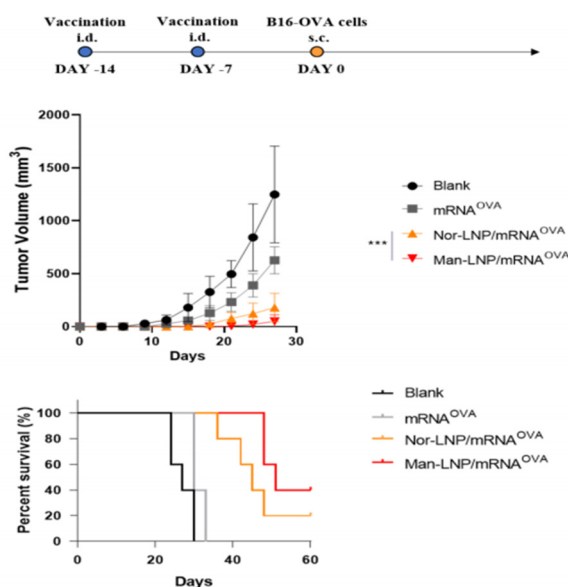 Vaccination Vaccination B16-OVA cells
i.d. i.d. s.c.
DAY -14 DAY -7 DAY 0
Tumor Volume (mm³)
2000
1500
1000
500
0
0 10 20 30
Days
Blank
mRNAᴼⱽᴬ
Nor-LNP/mRNAᴼⱽᴬ
***
Man-LNP/mRNAᴼⱽᴬ
Percent survival (%)
100
80
60
40
20
0
0 20 40 60
Days
Blank
mRNAᴼⱽᴬ
Nor-LNP/mRNAᴼⱽᴬ
Man-LNP/mRNAᴼⱽᴬ